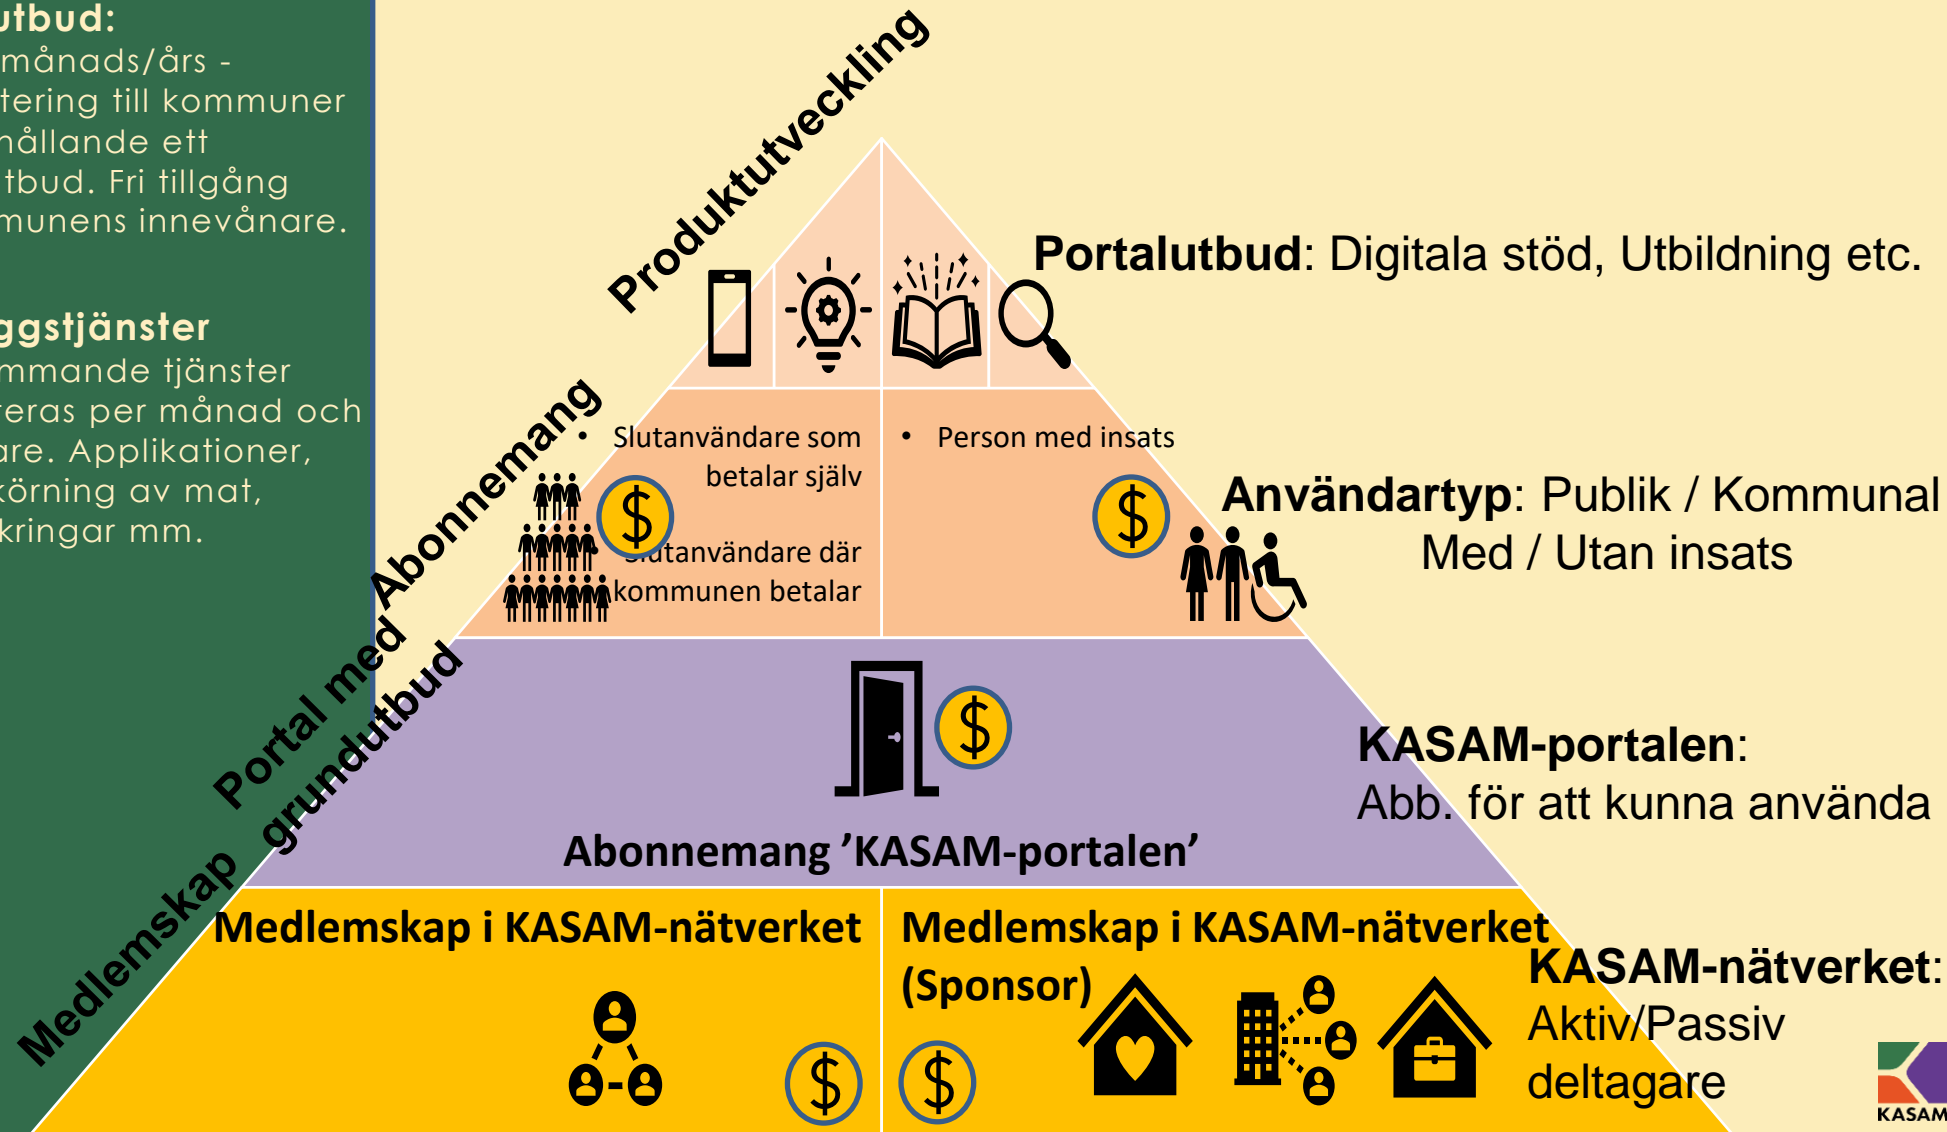 utbud:
månads/års -
tering till kommuner
hållande ett
tbud. Fri tillgång
munens innevånare.
ggstjänster
mmande tjänster
teras per månad och
are. Applikationer,
körning av mat,
kringar mm.
Produktutveckling
Portalutbud: Digitala stöd, Utbildning etc.
Abonnemang
• Slutanvändare som
betalar själv
Slutanvändare där
kommunen betalar
• Person med insats
Användartyp: Publik / Kommunal
Med / Utan insats
Portal med
grundutbud
Abonnemang ’KASAM-portalen’
KASAM-portalen:
Abb. för att kunna använda
Medlemskap
Medlemskap i KASAM-nätverket
Medlemskap i KASAM-nätverket
(Sponsor)
KASAM-nätverket:
Aktiv/Passiv
deltagare
KASAM